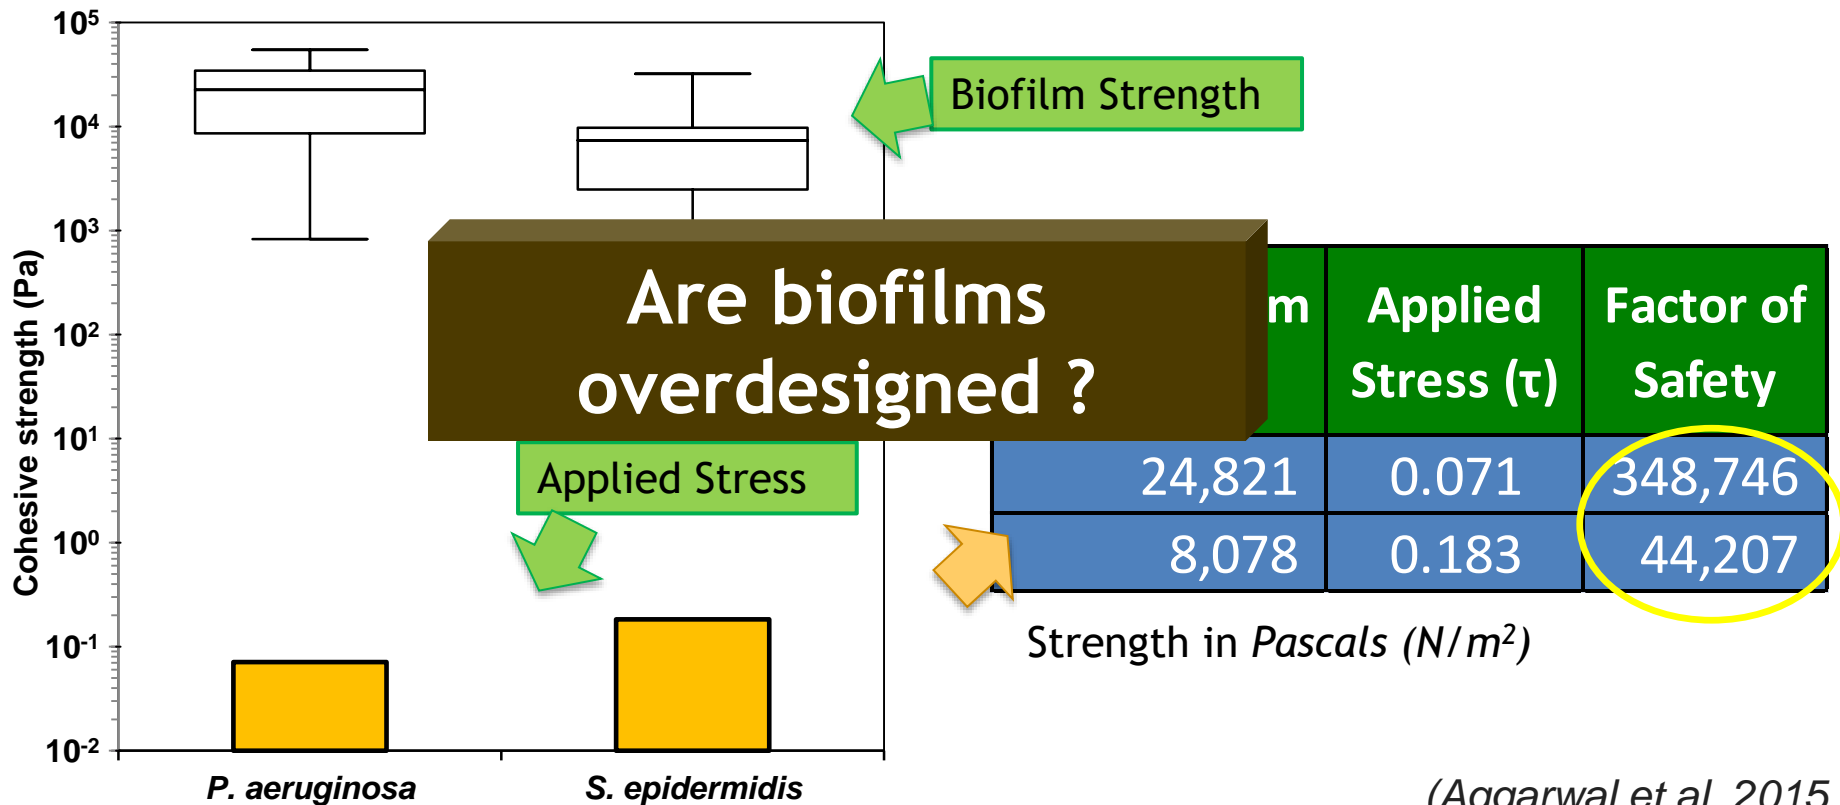 10⁵
10⁴
10³
10²
10¹
10⁰
10⁻¹
10⁻²
Cohesive strength (Pa)
P. aeruginosa
S. epidermidis
Biofilm Strength
Are biofilms
overdesigned ?
Applied Stress
m
Applied
Stress (τ)
Factor of
Safety
24,821 0.071 348,746
8,078 0.183 44,207
Strength in Pascals (N/m²)
(Aggarwal et al. 2015